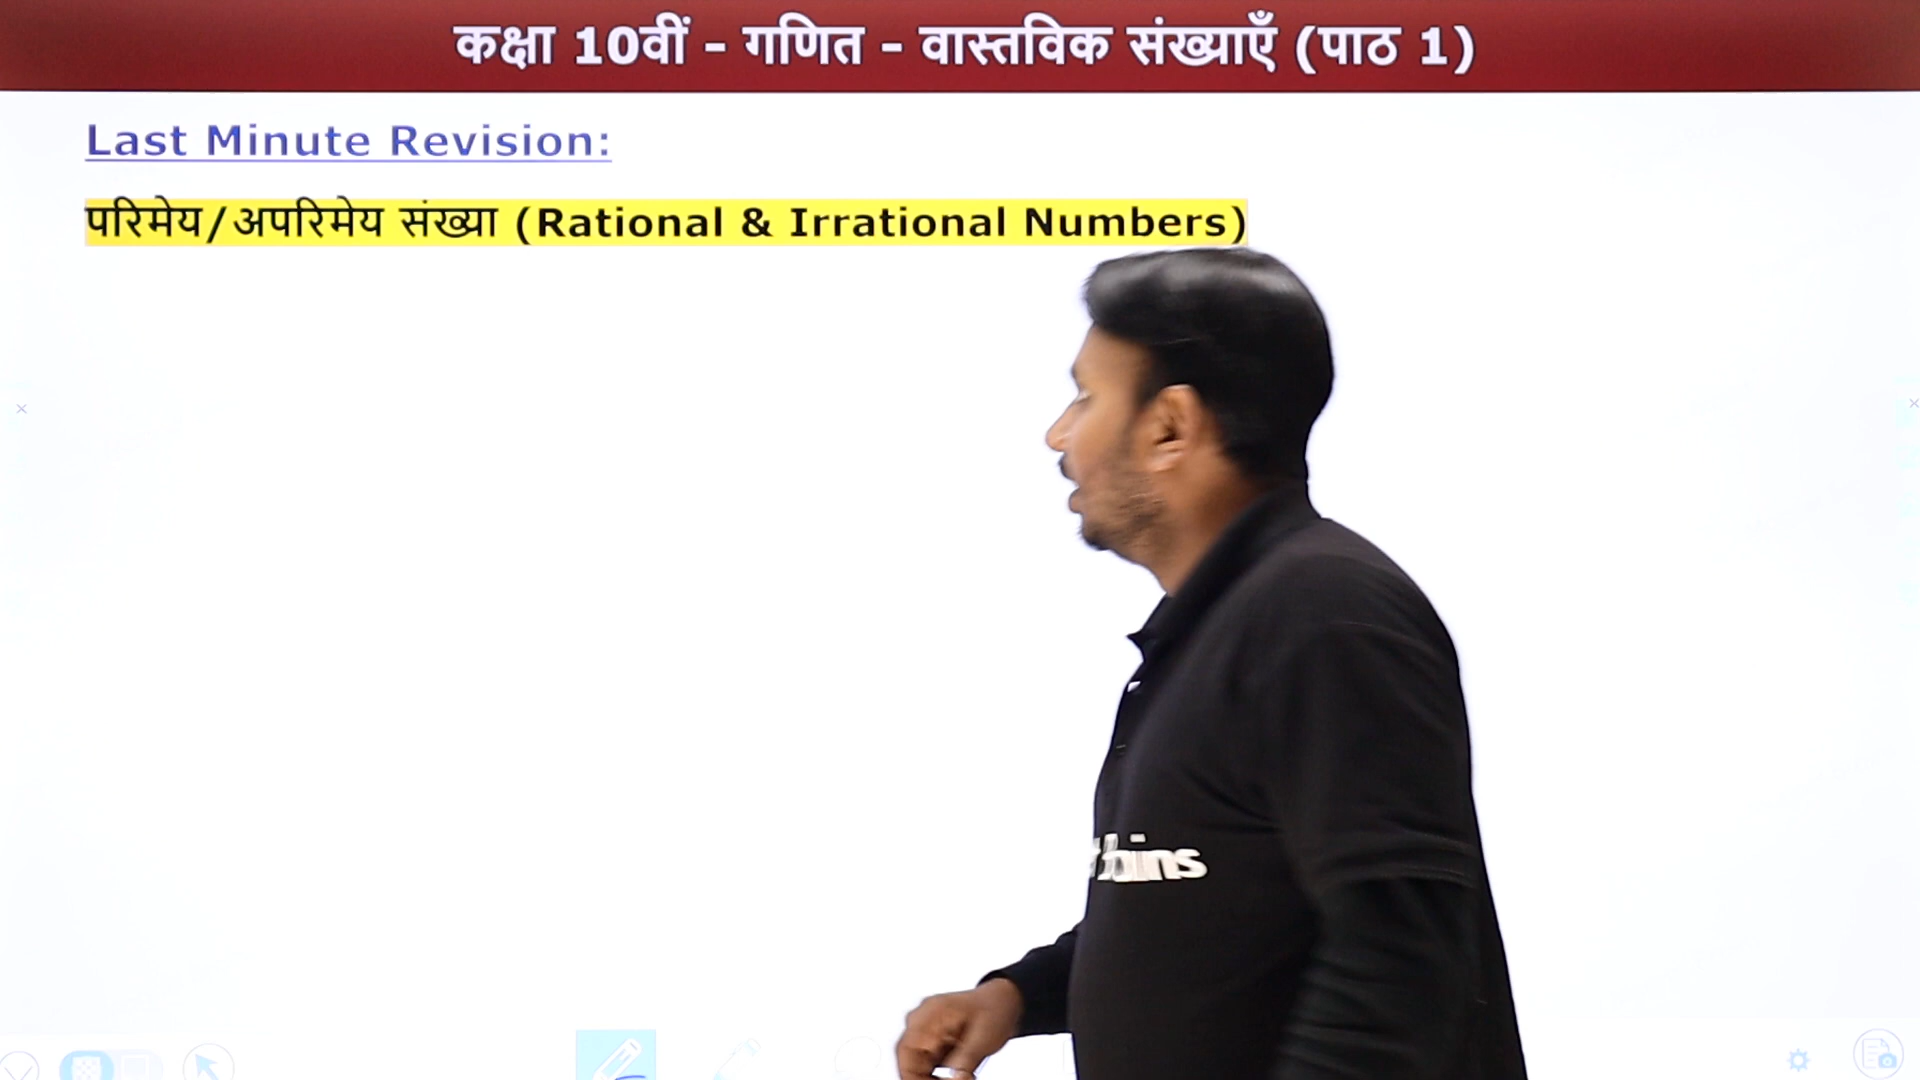 कक्षा 10वीं - गणित - वास्तविक संख्याएँ (पाठ 1)
Last Minute Revision:
परिमेय/अपरिमेय संख्या (Rational & Irrational Numbers)